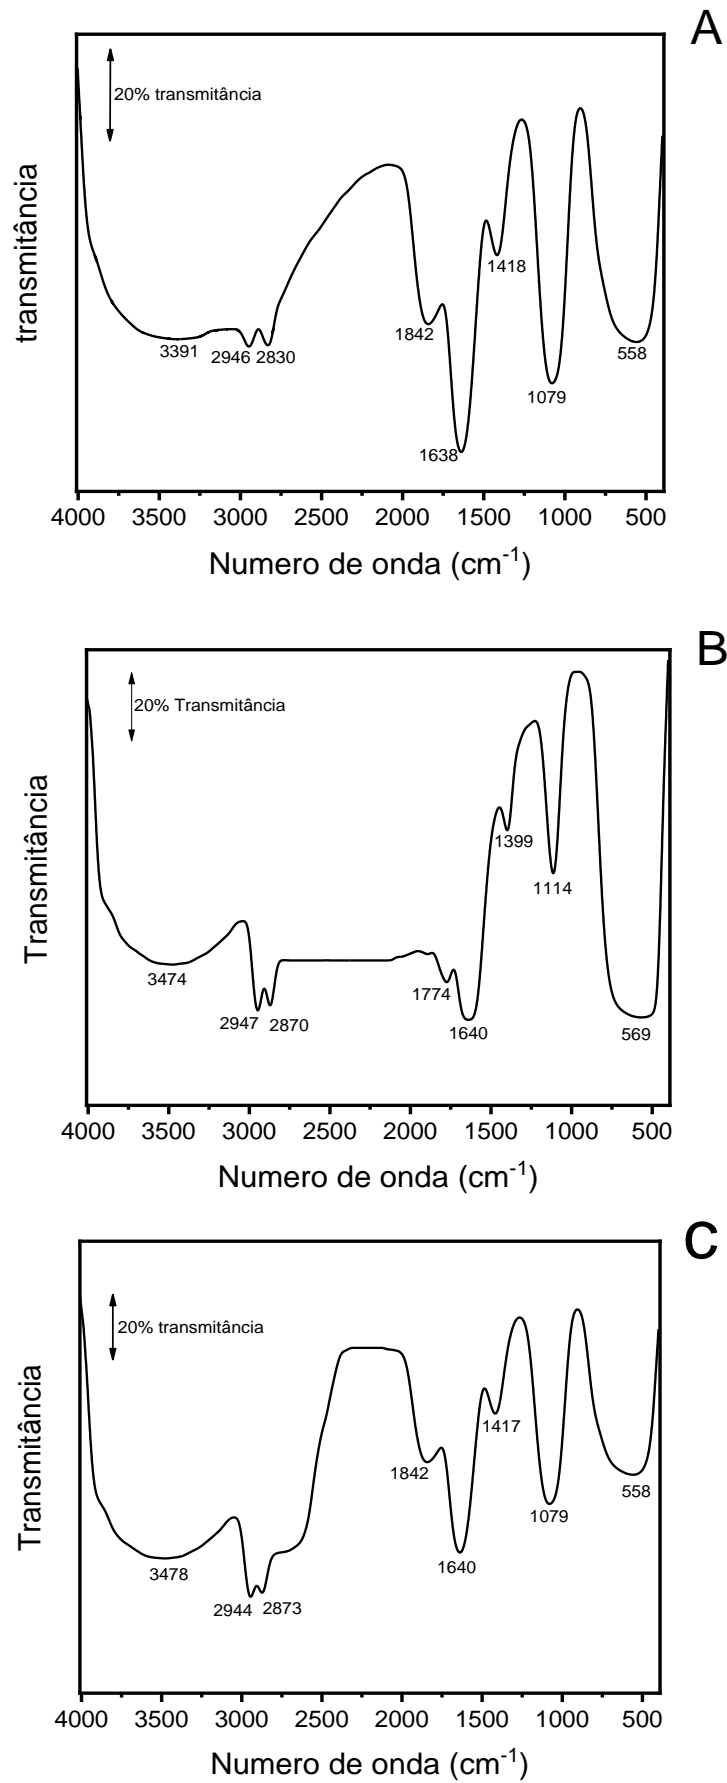 A
20% transmitância
transmitância
3391
2946
2830
1842
1638
1418
1079
558
4000 3500 3000 2500 2000 1500 1000 500
Numero de onda (cm-1)
B
20% Transmitância
Transmitância
3474
2947
2870
1774
1640
1399
1114
569
4000 3500 3000 2500 2000 1500 1000 500
Numero de onda (cm-1)
C
20% transmitância
Transmitância
3478
2944
2873
1842
1640
1417
1079
558
4000 3500 3000 2500 2000 1500 1000 500
Numero de onda (cm-1)